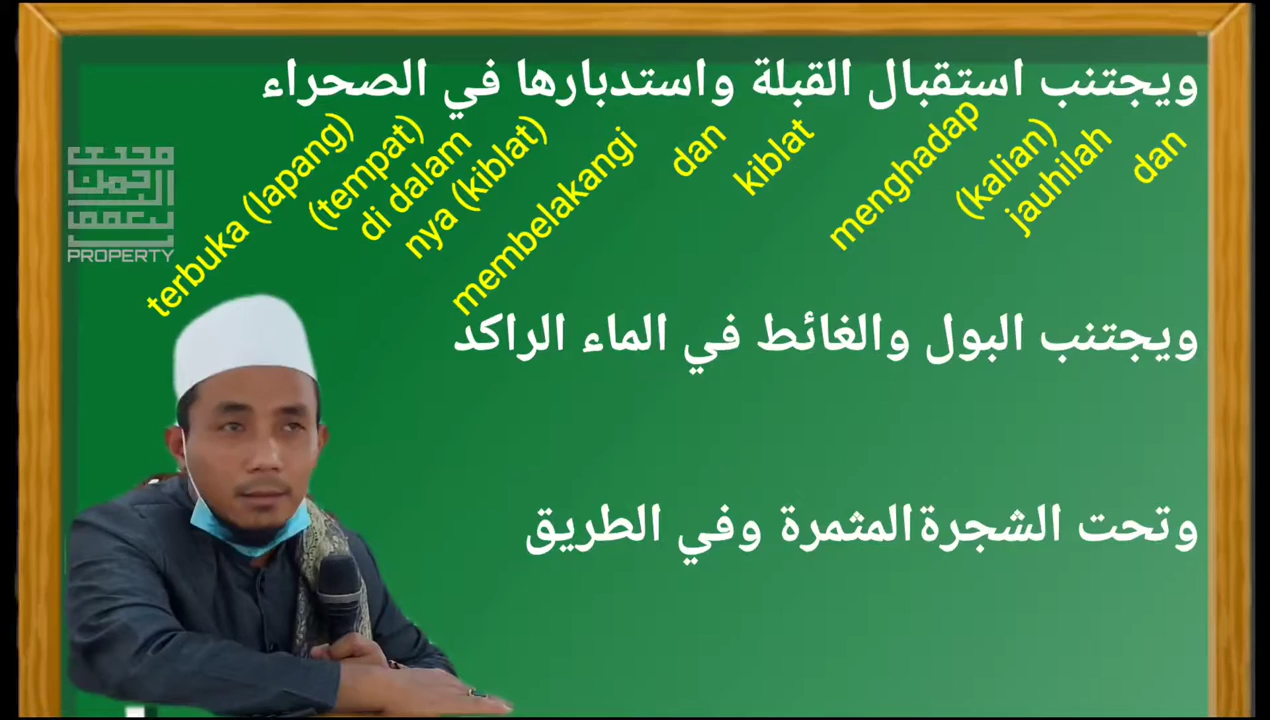 ويجتنب استقبال القبلة واستدبارها في الصحراء
dan
jauhilah
(kalian)
menghadap
kiblat
dan
membelakangi
nya (kiblat)
di dalam
(tempat)
terbuka (lapang)
PROPERTY
ويجتنب البول والغائط في الماء الراكد
وتحت الشجرة المثمرة وفي الطريق